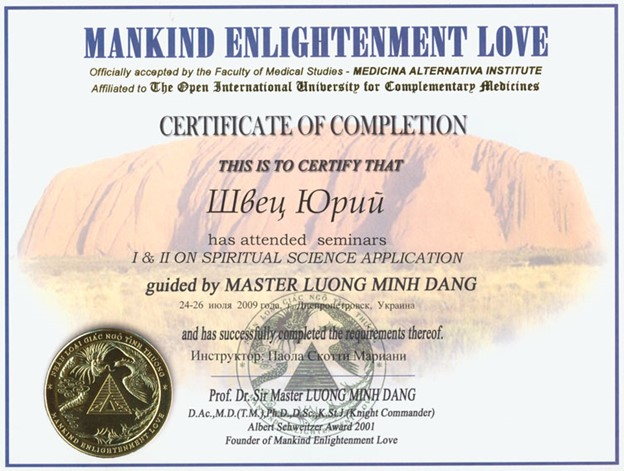 MANKIND ENLIGHTENMENT LOVE
Officially accepted by the Faculty of Medical Studies - MEDICINA ALTERNATIVA INSTITUTE
Affiliated to The Open International University for Complementary Medicines
CERTIFICATE OF COMPLETION
THIS IS TO CERTIFY THAT
Швец Юрий
has attended seminars
I & II ON SPIRITUAL SCIENCE APPLICATION
guided by MASTER LUONG MINH DANG
24-26 июля 2009 года, г. Днепропетровск, Украина
and has successfully completed the requirements thereof.
Инструктор: Паола Скотти Мариани
Prof. Dr. Sir Master LUONG MINH DANG
D.Ac.,M.D.(T.M.),Ph.D.,D.Sc.,K.St.J.(Knight Commander)
Albert Schweitzer Award 2001
Founder of Mankind Enlightenment Love
NHÂN LOẠI GIÁC NGỘ TÌNH THƯƠNG
MANKIND ENLIGHTENMENT LOVE